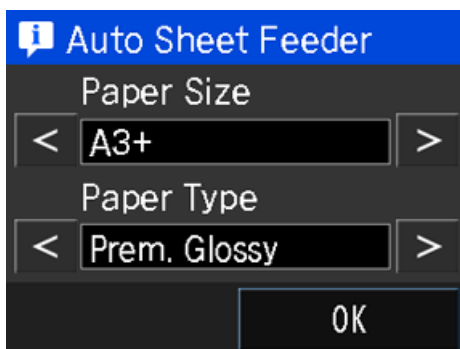 Auto Sheet Feeder
Paper Size
< A3+ >
Paper Type
< Prem. Glossy >
OK